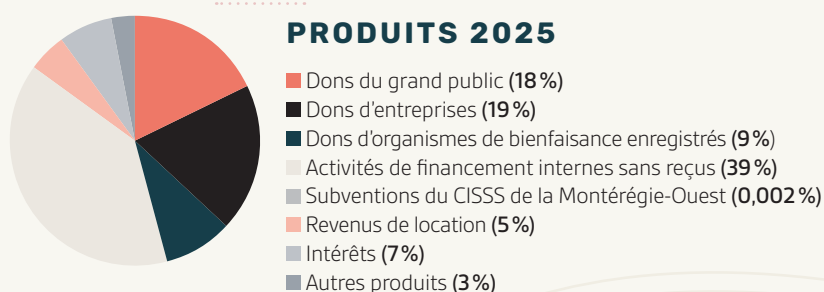 PRODUITS 2025
Dons du grand public (18 %)
Dons d'entreprises (19 %)
Dons d'organismes de bienfaisance enregistrés (9 %)
Activités de financement internes sans reçus (39 %)
Subventions du CISSS de la Montérégie-Ouest (0,002 %)
Revenus de location (5 %)
Intérêts (7 %)
Autres produits (3 %)